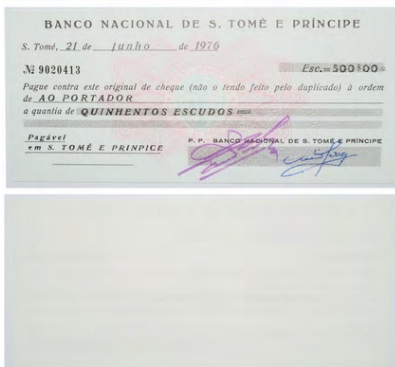 BANCO NACIONAL DE S. TOMÉ E PRÍNCIPE
S. Tomé, 21 de junho de 1976
№ 9020413 Esc.=500$00=
Pague contra este original de cheque (não o tendo feito pelo duplicado) à ordem
de AO PORTADOR
a quantia de QUINHENTOS ESCUDOS
Pagável P. P. BANCO NACIONAL DE S. TOMÉ E PRÍNCIPE
em S. TOMÉ E PRINPICE